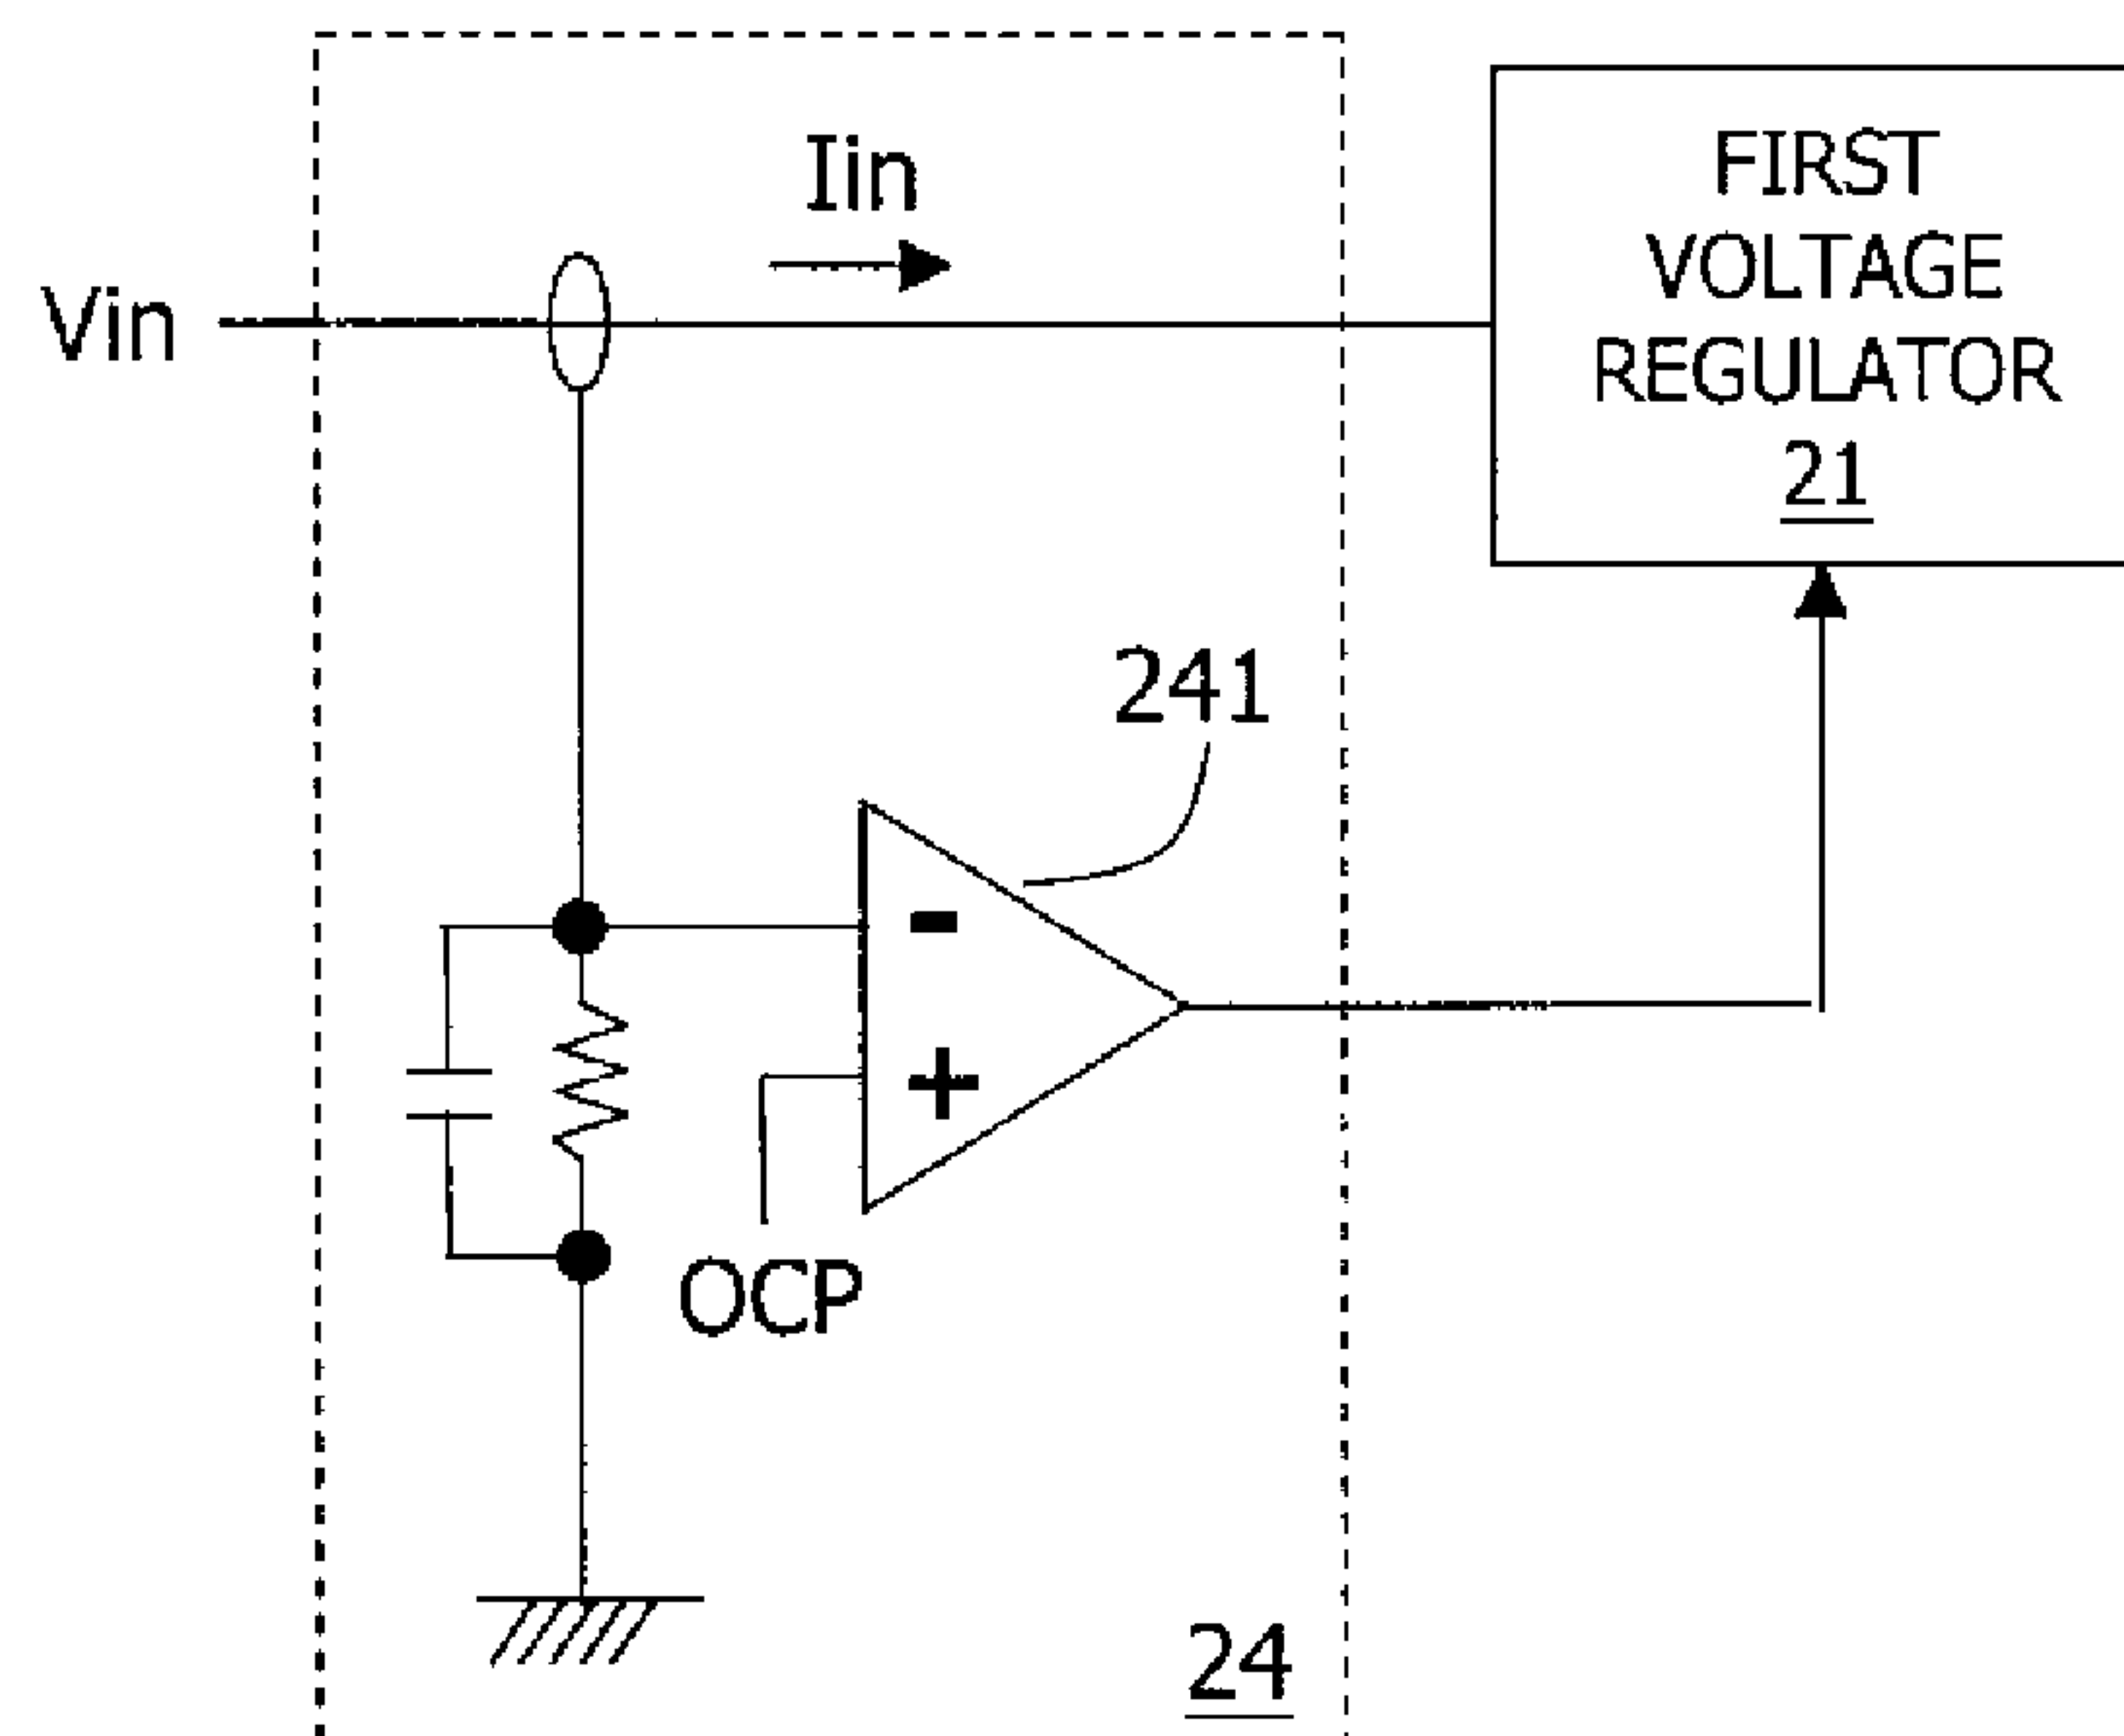 Iin
Vin
FIRST
VOLTAGE
REGULATOR
21
241
-
+
OCP
24